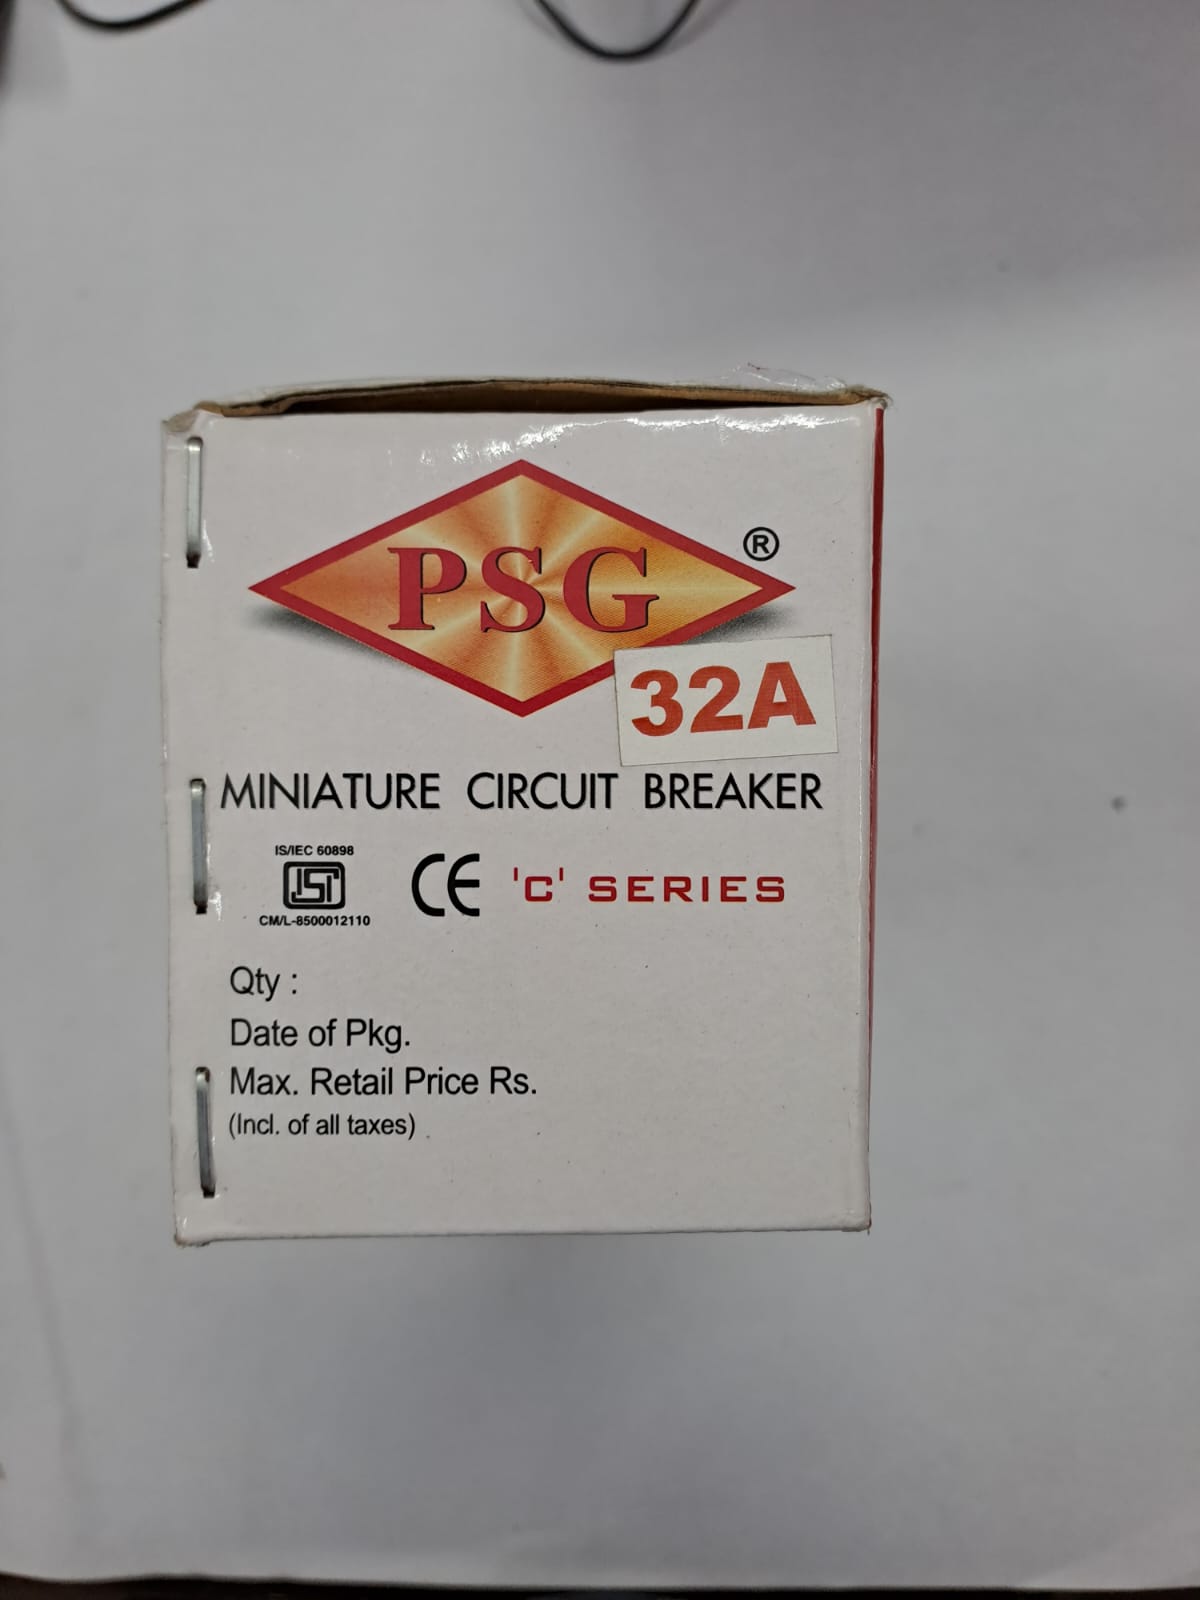 PSG ®
32A
MINIATURE CIRCUIT BREAKER
IS/IEC 60898
ISI
CM/L-8500012110
CE 'C' SERIES
Qty :
Date of Pkg.
Max. Retail Price Rs.
(Incl. of all taxes)